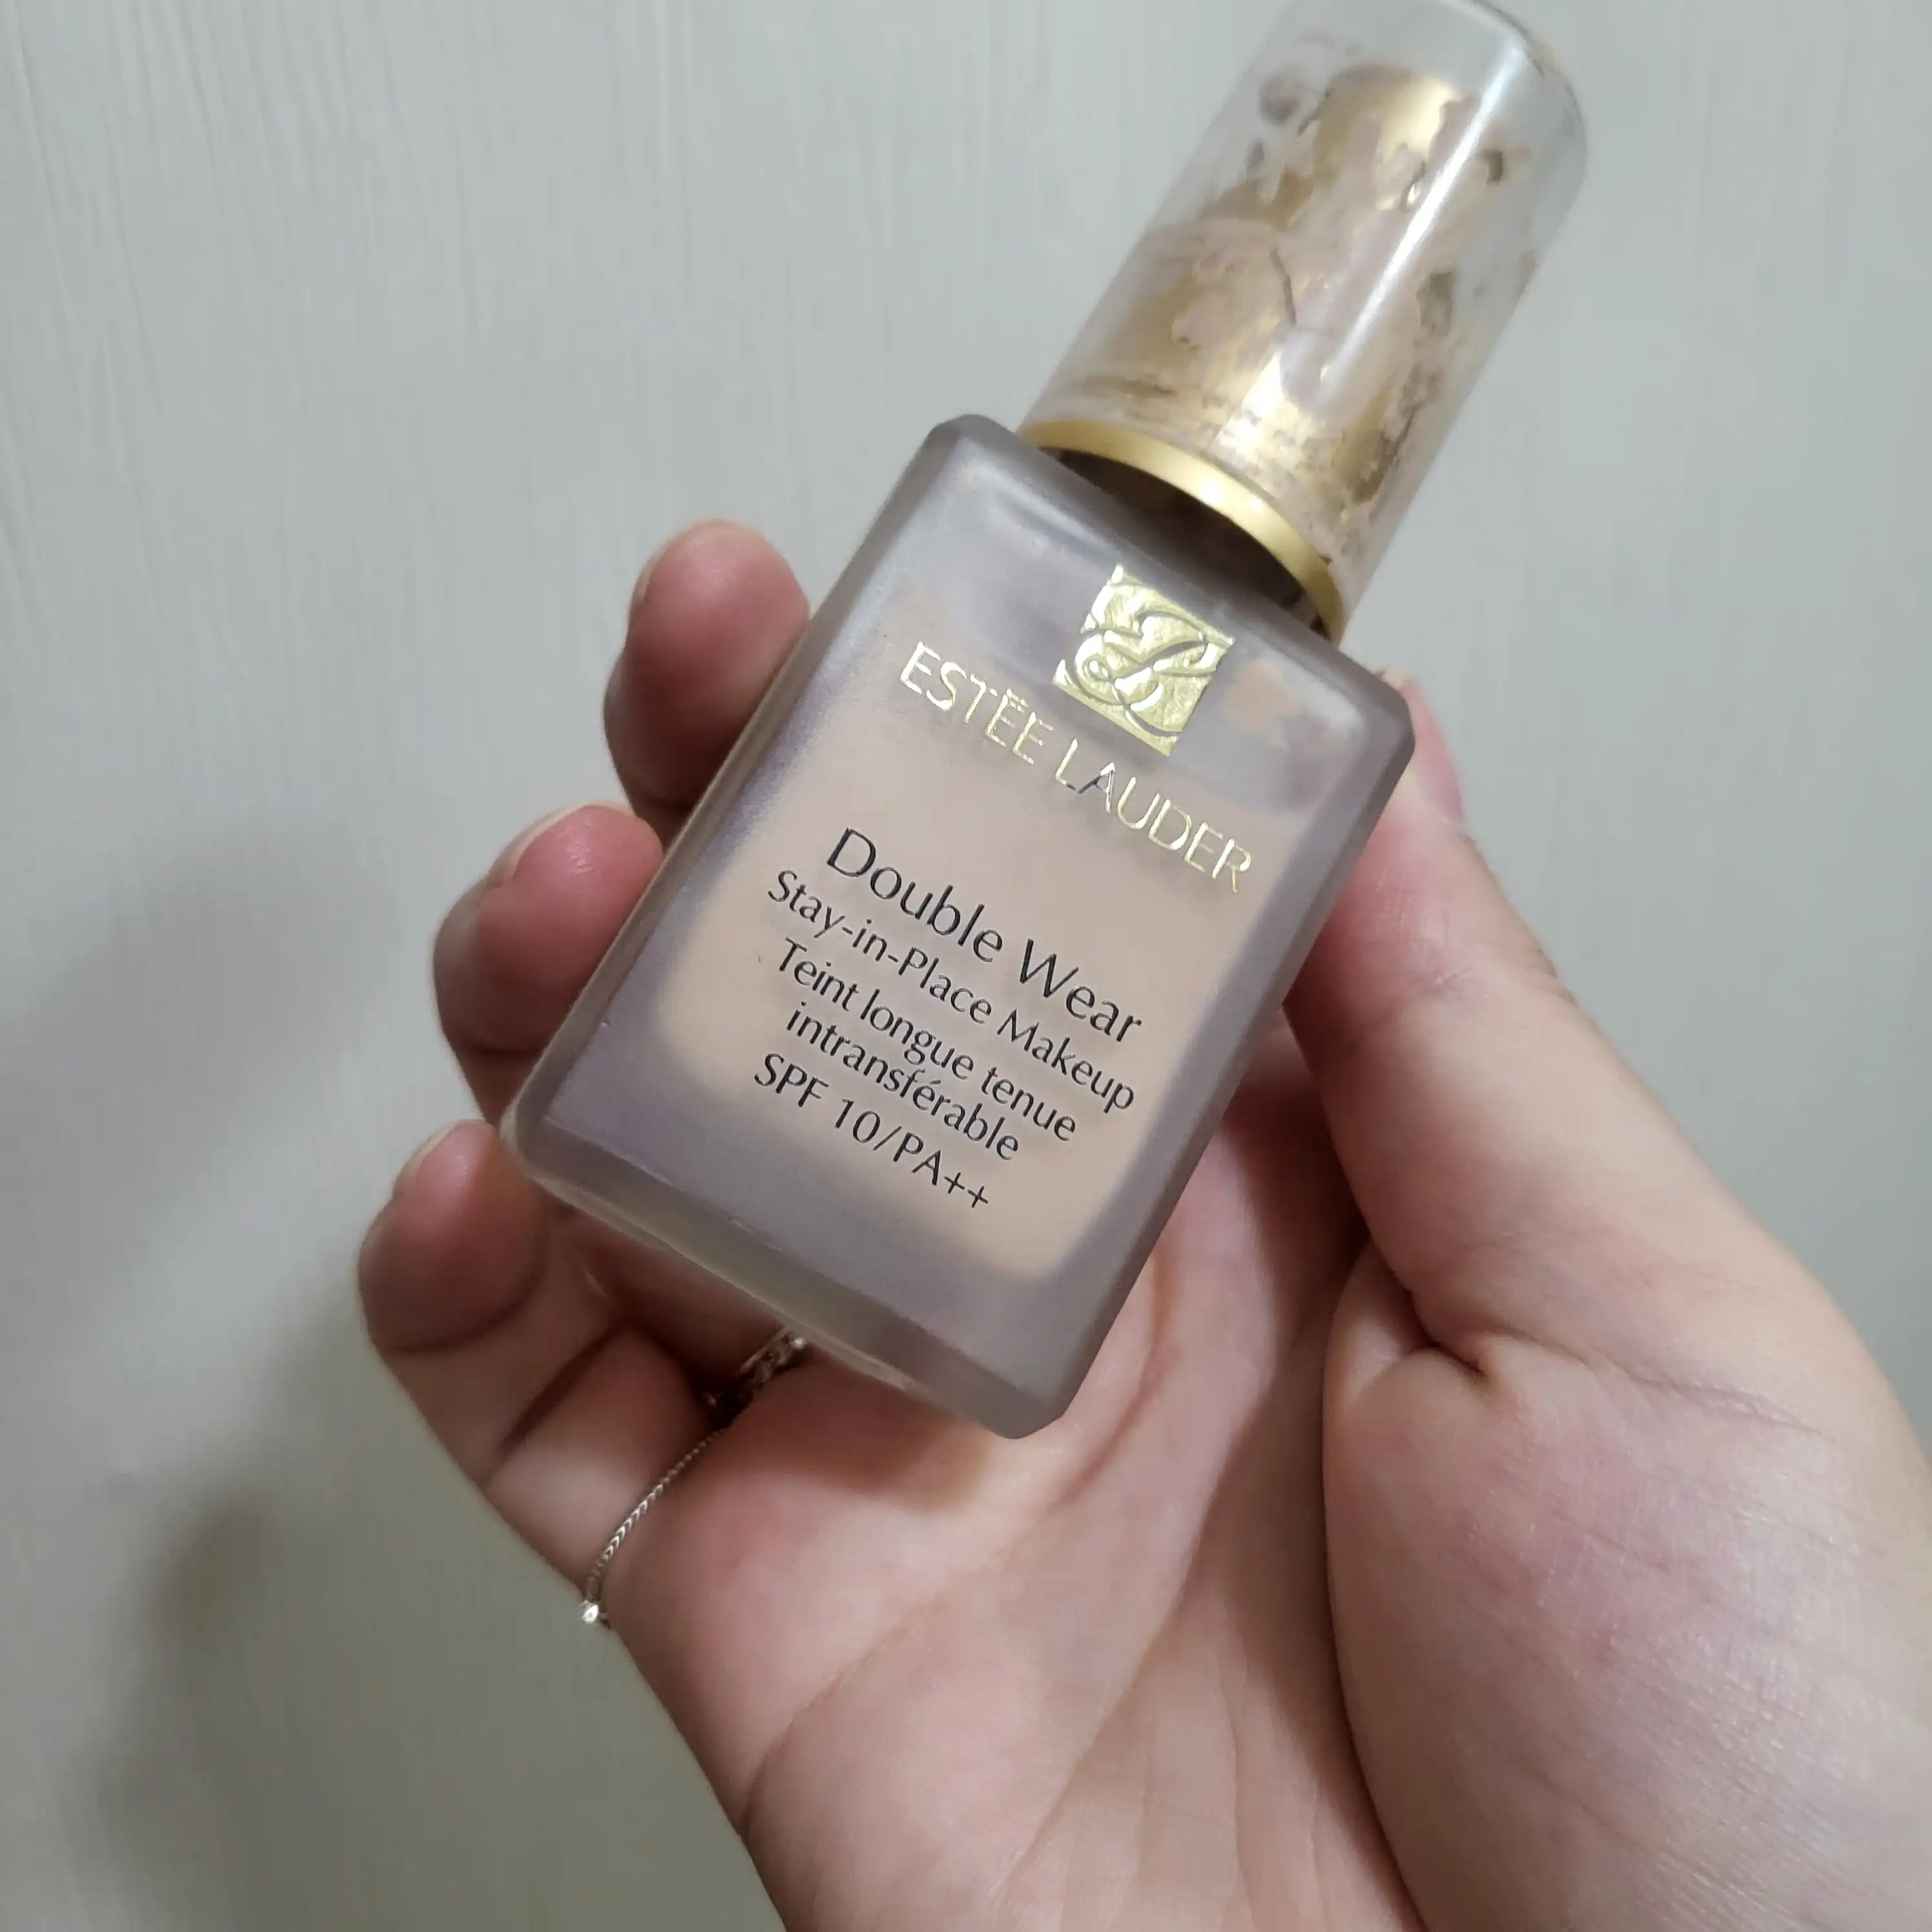 ESTĒE LAUDER
Double Wear
Stay-in-Place Makeup
Teint longue tenue
intransférable
SPF 10/PA++